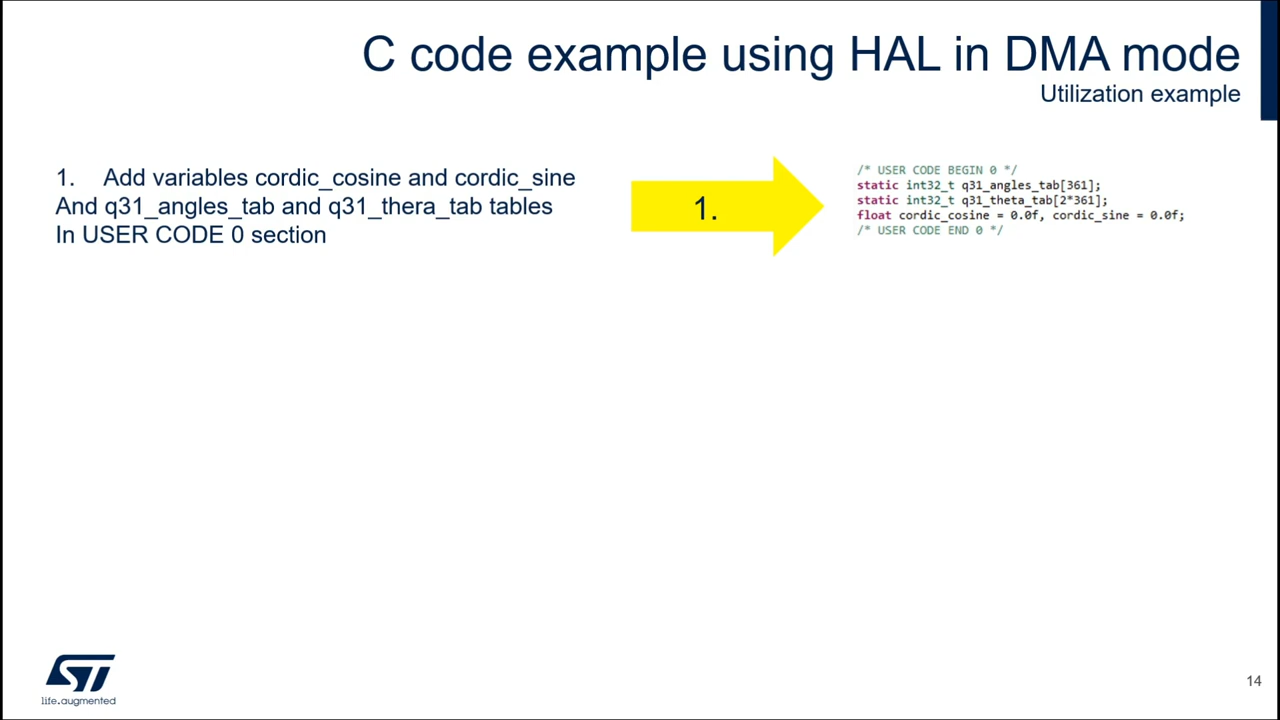 C code example using HAL in DMA mode
Utilization example
1. Add variables cordic_cosine and cordic_sine
And q31_angles_tab and q31_thera_tab tables
In USER CODE 0 section
1.
/* USER CODE BEGIN 0 */
static int32_t q31_angles_tab[361];
static int32_t q31_theta_tab[2*361];
float cordic_cosine = 0.0f, cordic_sine = 0.0f;
/* USER CODE END 0 */
ST
life.augmented
14